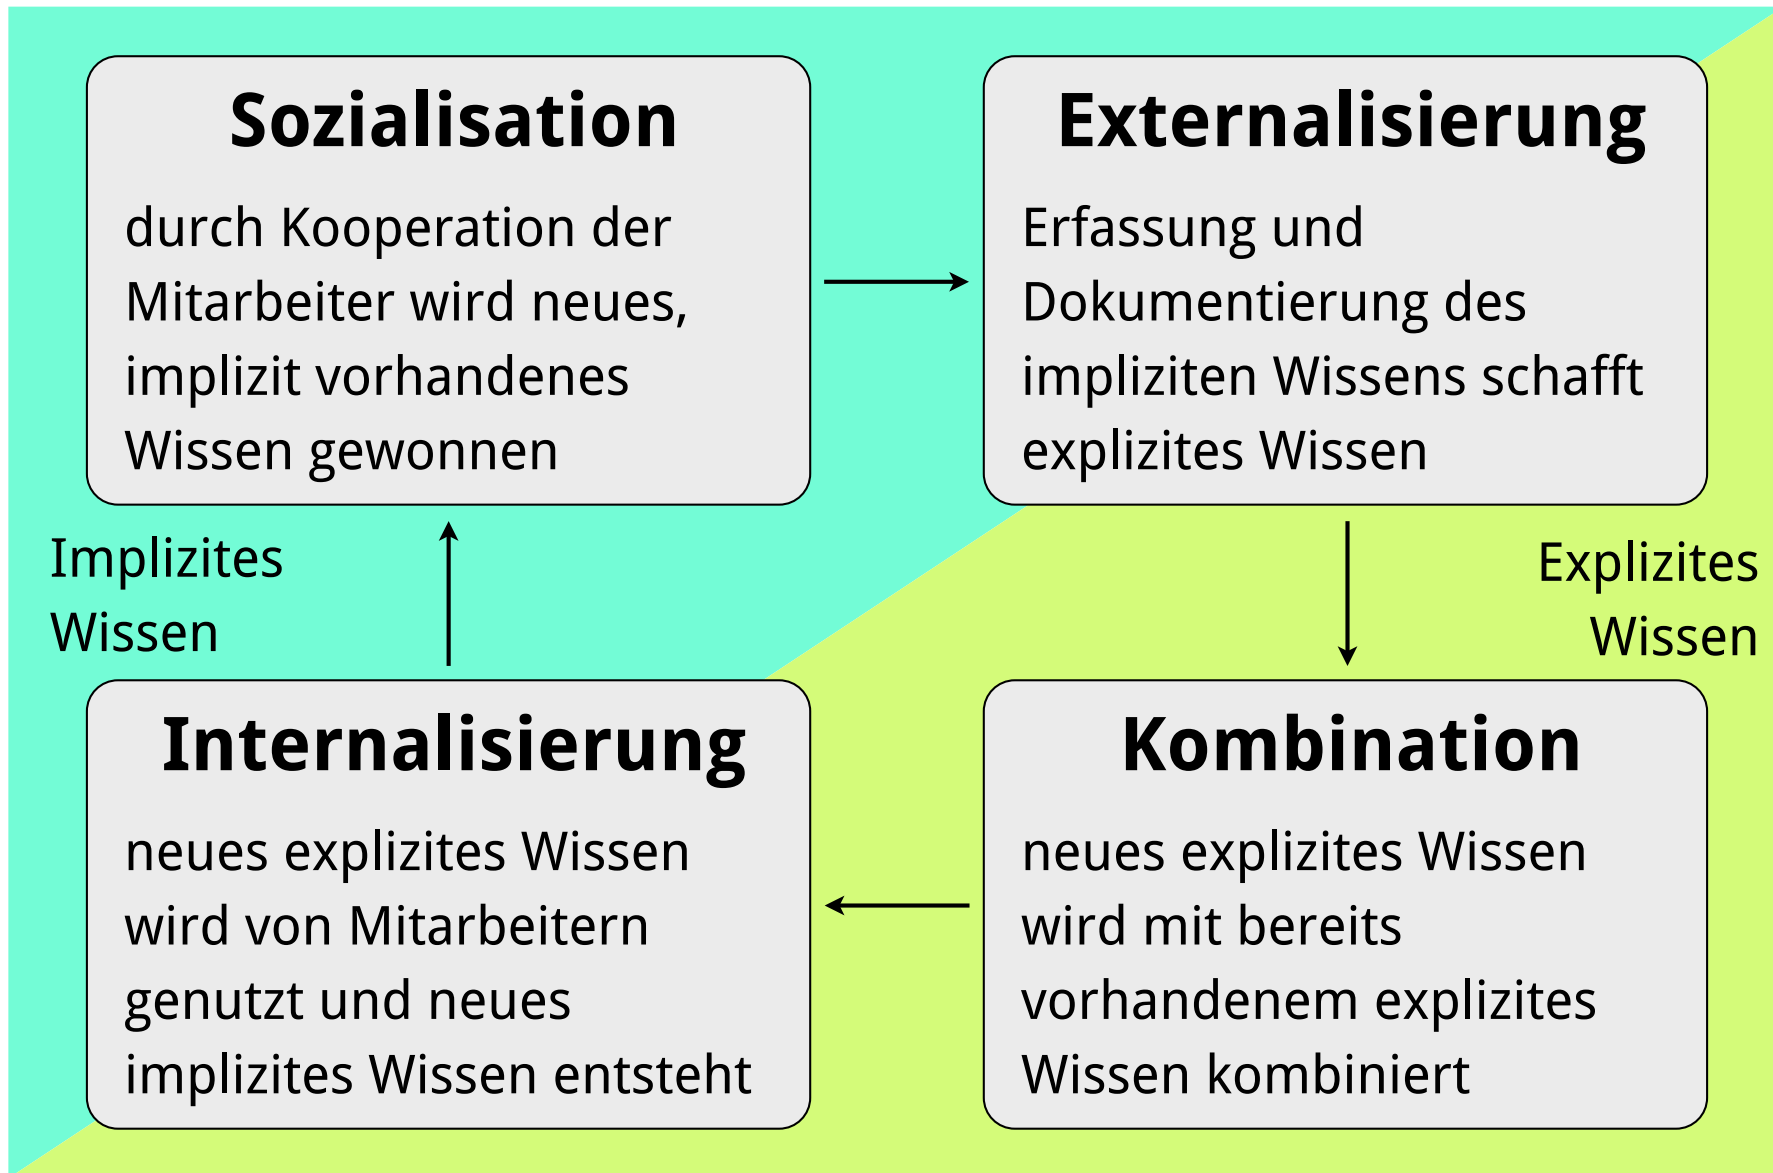 Sozialisation
durch Kooperation der
Mitarbeiter wird neues,
implizit vorhandenes
Wissen gewonnen
Externalisierung
Erfassung und
Dokumentierung des
impliziten Wissens schafft
explizites Wissen
Implizites
Wissen
Explizites
Wissen
Internalisierung
neues explizites Wissen
wird von Mitarbeitern
genutzt und neues
implizites Wissen entsteht
Kombination
neues explizites Wissen
wird mit bereits
vorhandenem explizites
Wissen kombiniert